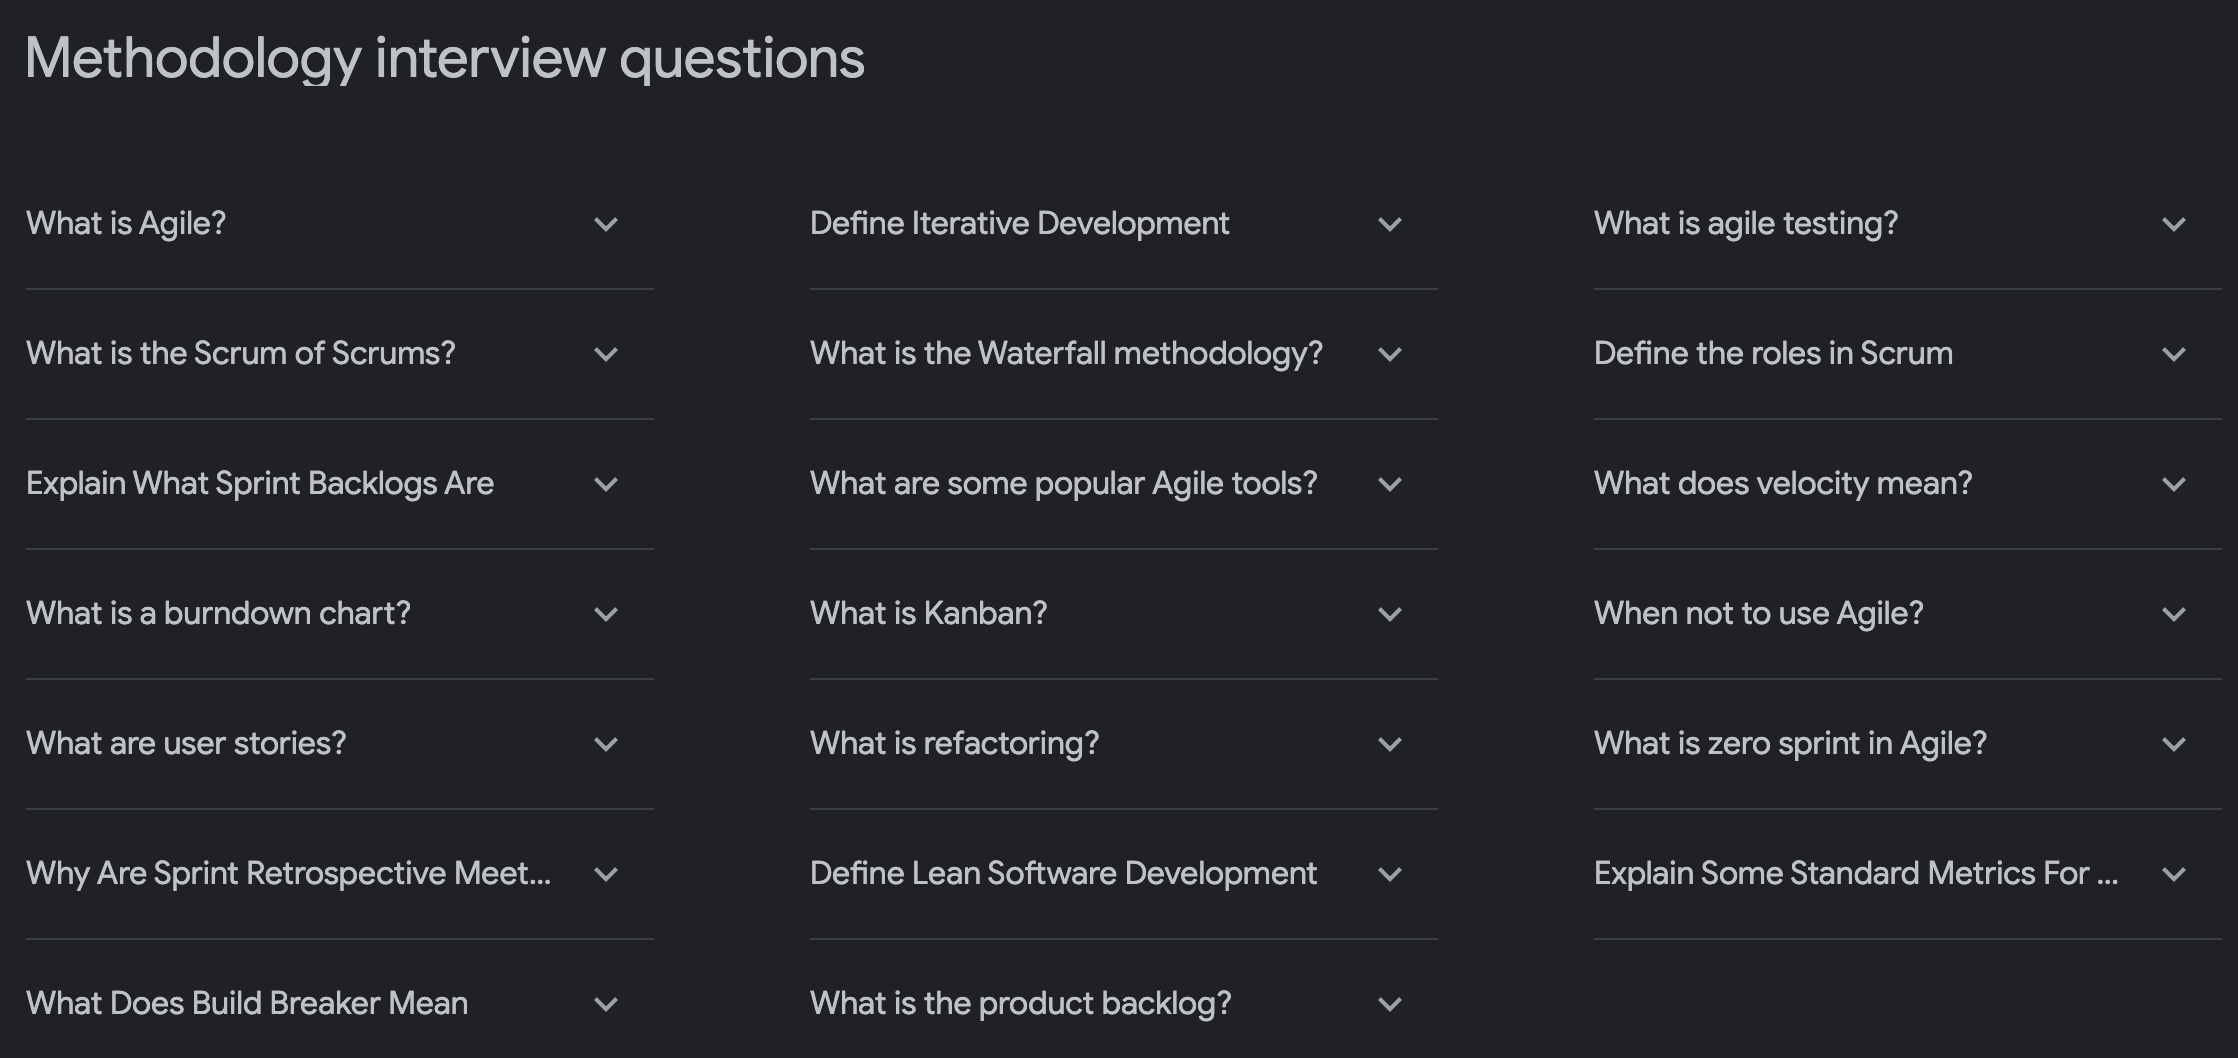 Methodology interview questions
What is Agile?
Define Iterative Development
What is agile testing?
What is the Scrum of Scrums?
What is the Waterfall methodology?
Define the roles in Scrum
Explain What Sprint Backlogs Are
What are some popular Agile tools?
What does velocity mean?
What is a burndown chart?
What is Kanban?
When not to use Agile?
What are user stories?
What is refactoring?
What is zero sprint in Agile?
Why Are Sprint Retrospective Meet...
Define Lean Software Development
Explain Some Standard Metrics For ...
What Does Build Breaker Mean
What is the product backlog?